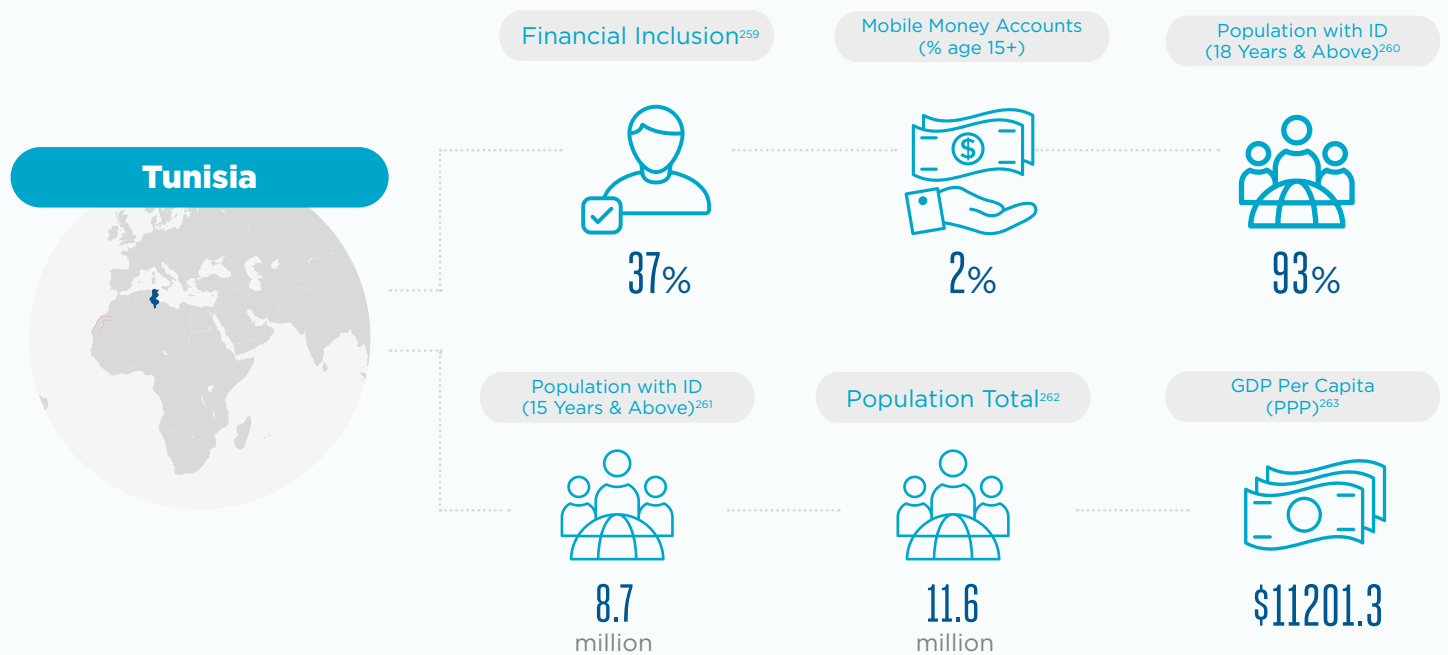 Tunisia
Financial Inclusion259
37%
Mobile Money Accounts
(% age 15+)
$
2%
Population with ID
(18 Years & Above)260
93%
Population with ID
(15 Years & Above)261
8.7
million
Population Total262
11.6
million
GDP Per Capita
(PPP)263
$11201.3